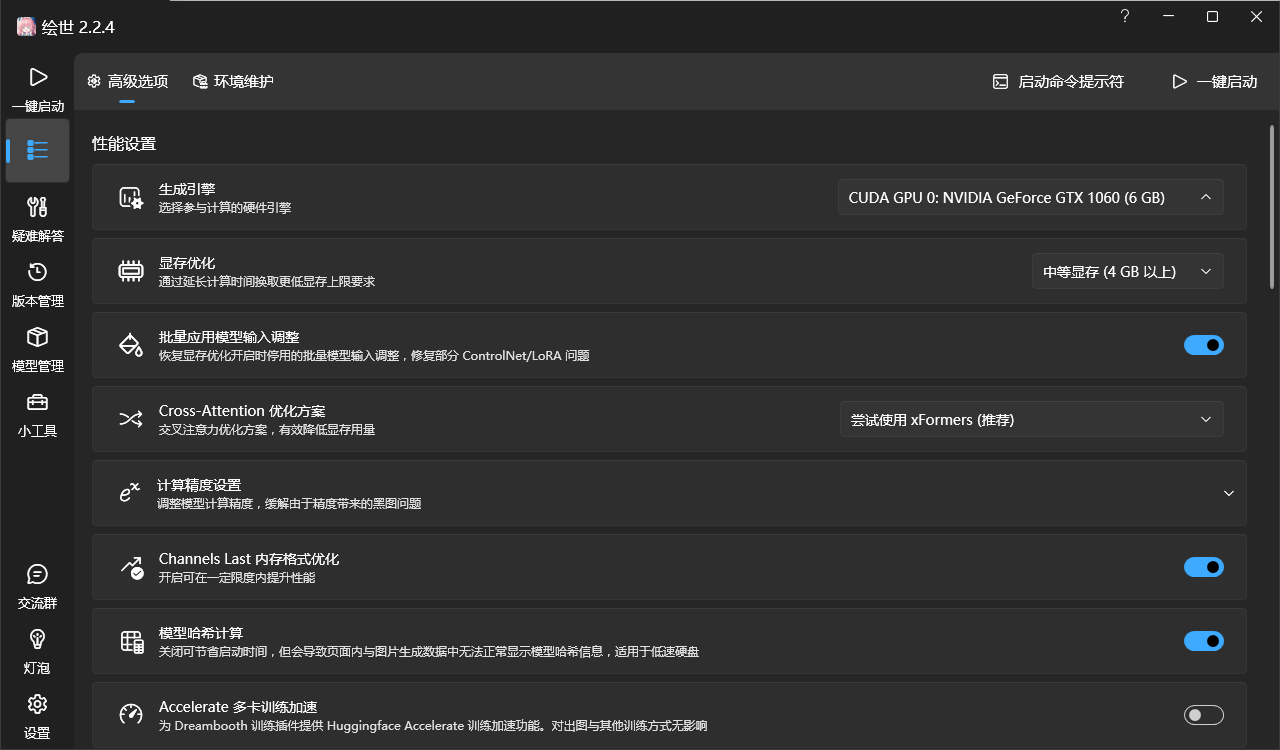 绘世 2.2.4
?
一键启动
疑难解答
版本管理
模型管理
小工具
交流群
灯泡
设置
高级选项
环境维护
启动命令提示符
一键启动
性能设置
生成引擎
选择参与计算的硬件引擎
CUDA GPU 0: NVIDIA GeForce GTX 1060 (6 GB)
显存优化
通过延长计算时间换取更低显存上限要求
中等显存 (4 GB 以上)
批量应用模型输入调整
恢复显存优化开启时停用的批量模型输入调整，修复部分 ControlNet/LoRA 问题
Cross-Attention 优化方案
交叉注意力优化方案，有效降低显存用量
尝试使用 xFormers (推荐)
计算精度设置
调整模型计算精度，缓解由于精度带来的黑图问题
Channels Last 内存格式优化
开启可在一定限度内提升性能
模型哈希计算
关闭可节省启动时间，但会导致页面内与图片生成数据中无法正常显示模型哈希信息，适用于低速硬盘
Accelerate 多卡训练加速
为 Dreambooth 训练插件提供 Huggingface Accelerate 训练加速功能。对出图与其他训练方式无影响